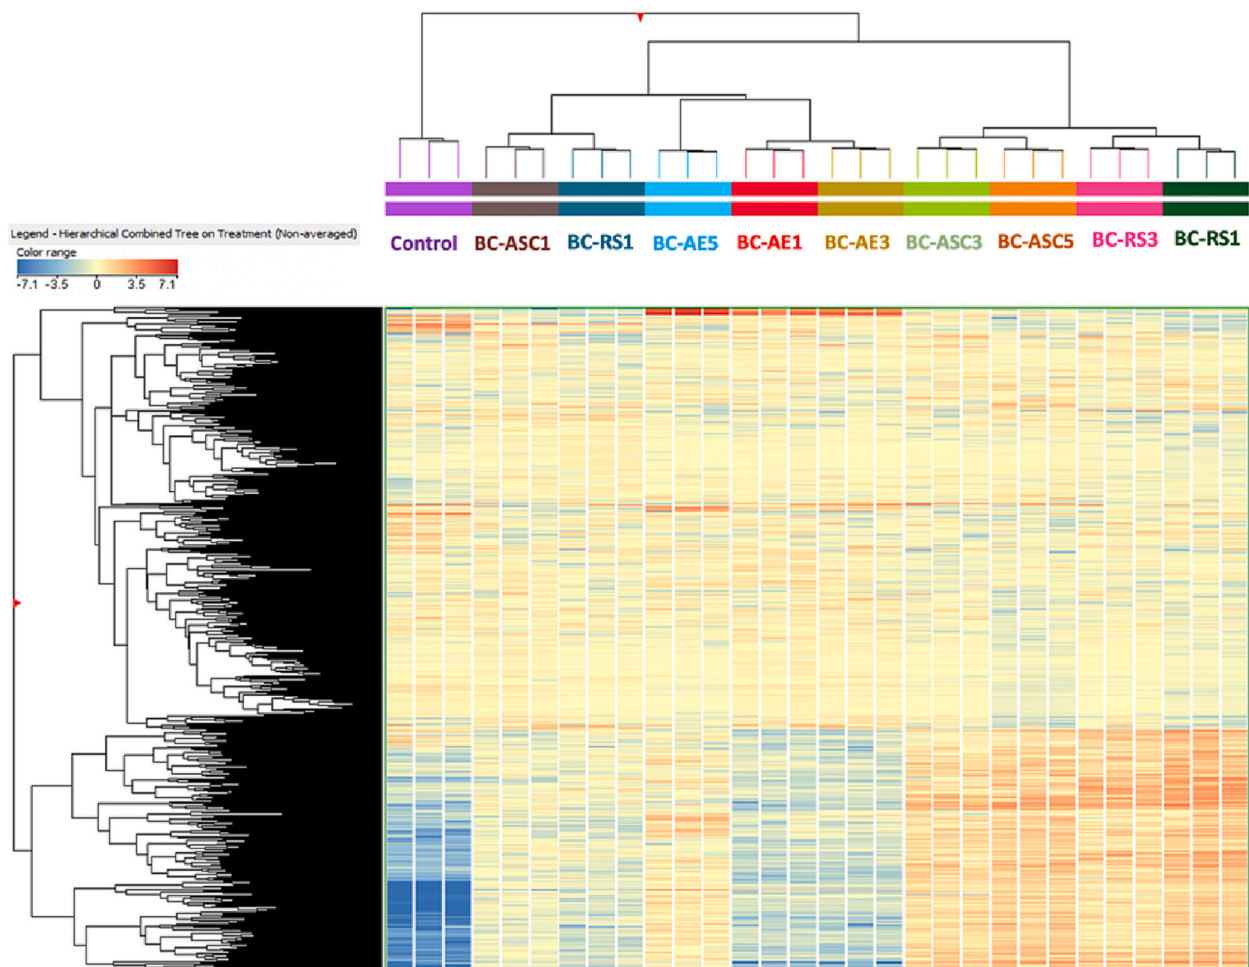 Legend - Hierarchical Combined Tree on Treatment (Non-averaged)
Color range
-7.1 -3.5 0 3.5 7.1
Control BC-ASC1 BC-RS1 BC-AE5 BC-AE1 BC-AE3 BC-ASC3 BC-ASC5 BC-RS3 BC-RS1